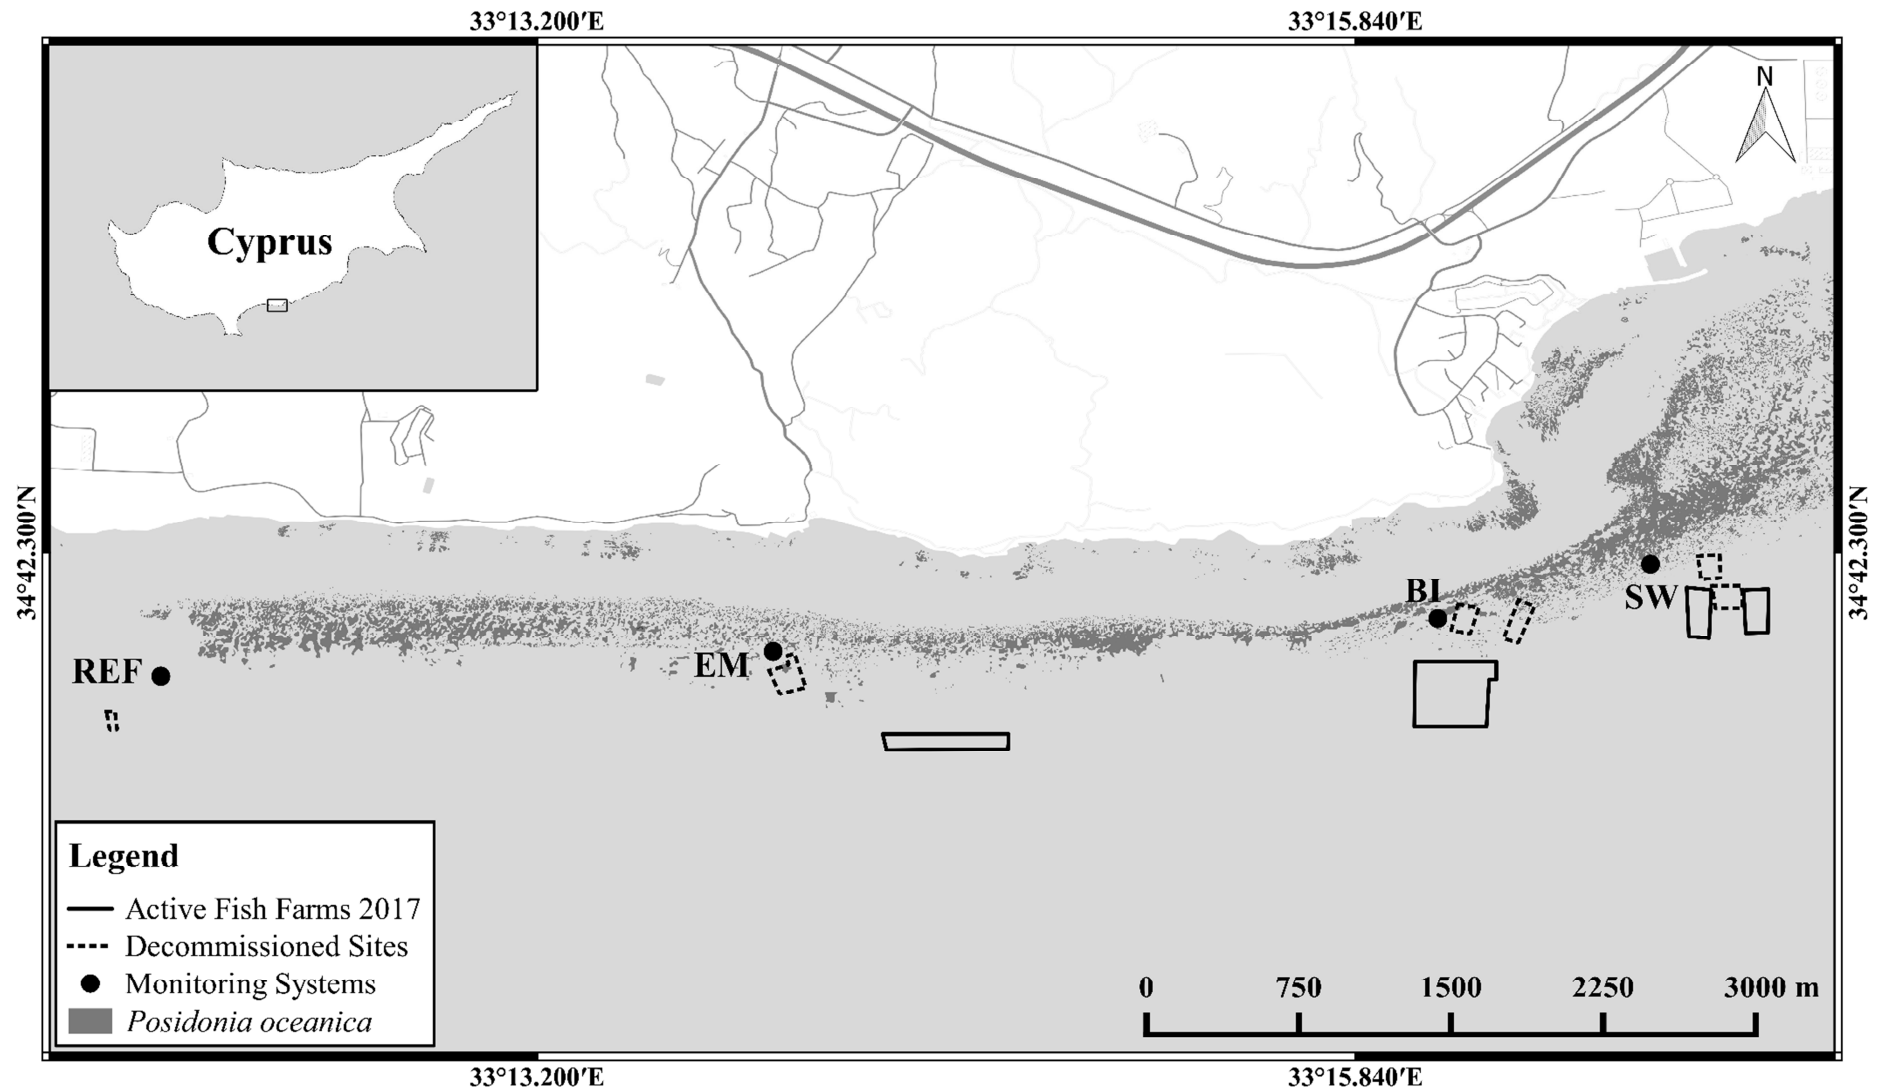 33°13.200′E 33°15.840′E
N
Cyprus
34°42.300′N 34°42.300′N
BI
SW
REF
EM
Legend
Active Fish Farms 2017
Decommissioned Sites
Monitoring Systems
Posidonia oceanica
0 750 1500 2250 3000 m
33°13.200′E 33°15.840′E